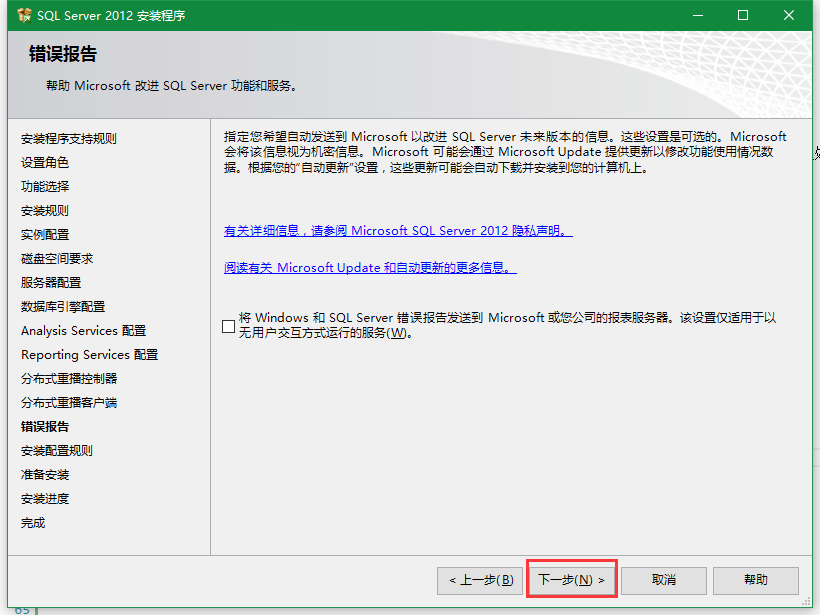 SQL Server 2012 安装程序
错误报告
帮助 Microsoft 改进 SQL Server 功能和服务。
安装程序支持规则
设置角色
功能选择
安装规则
实例配置
磁盘空间要求
服务器配置
数据库引擎配置
Analysis Services 配置
Reporting Services 配置
分布式重播控制器
分布式重播客户端
错误报告
安装配置规则
准备安装
安装进度
完成
指定您希望自动发送到 Microsoft 以改进 SQL Server 未来版本的信息。这些设置是可选的。Microsoft
会将该信息视为机密信息。Microsoft 可能会通过 Microsoft Update 提供更新以修改功能使用情况数
据。根据您的“自动更新”设置，这些更新可能会自动下载并安装到您的计算机上。
有关详细信息，请参阅 Microsoft SQL Server 2012 隐私声明。
阅读有关 Microsoft Update 和自动更新的更多信息。
将 Windows 和 SQL Server 错误报告发送到 Microsoft 或您公司的报表服务器。该设置仅适用于以
无用户交互方式运行的服务(W)。
< 上一步(B)
下一步(N) >
取消
帮助
65